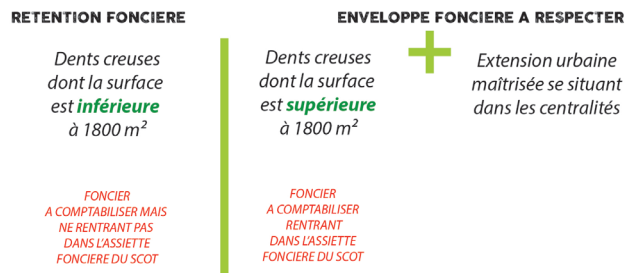 RETENTION FONCIERE
Dents creuses
dont la surface
est inférieure
à 1800 m²
FONCIER
A COMPTABILISER MAIS
NE RENTRANT PAS
DANS L'ASSIETTE
FONCIERE DU SCOT
ENVELOPPE FONCIERE A RESPECTER
Dents creuses
dont la surface
est supérieure
à 1800 m²
FONCIER
A COMPTABILISER
RENTRANT
DANS L'ASSIETTE
FONCIERE DU SCOT
+
Extension urbaine
maîtrisée se situant
dans les centralités